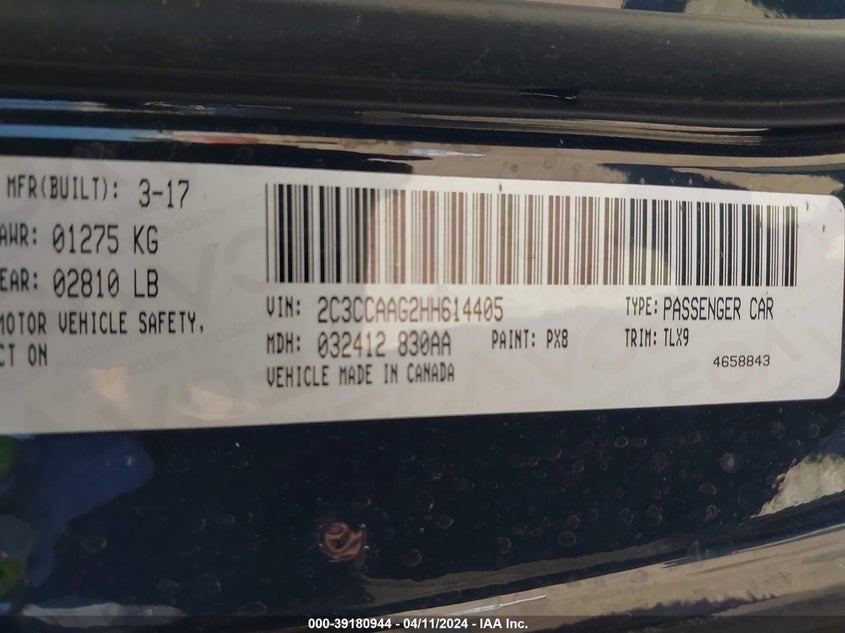 MFR(BUILT): 3-17
AWR: 01275 KG
EAR: 02810 LB
MOTOR VEHICLE SAFETY,
CT ON
VIN: 2C3CCAAG2HH614405
TYPE: PASSENGER CAR
MDH: 032412 830AA
PAINT: PX8
TRIM: TLX9
VEHICLE MADE IN CANADA
4658843
000-39180944 - 04/11/2024 - IAA Inc.